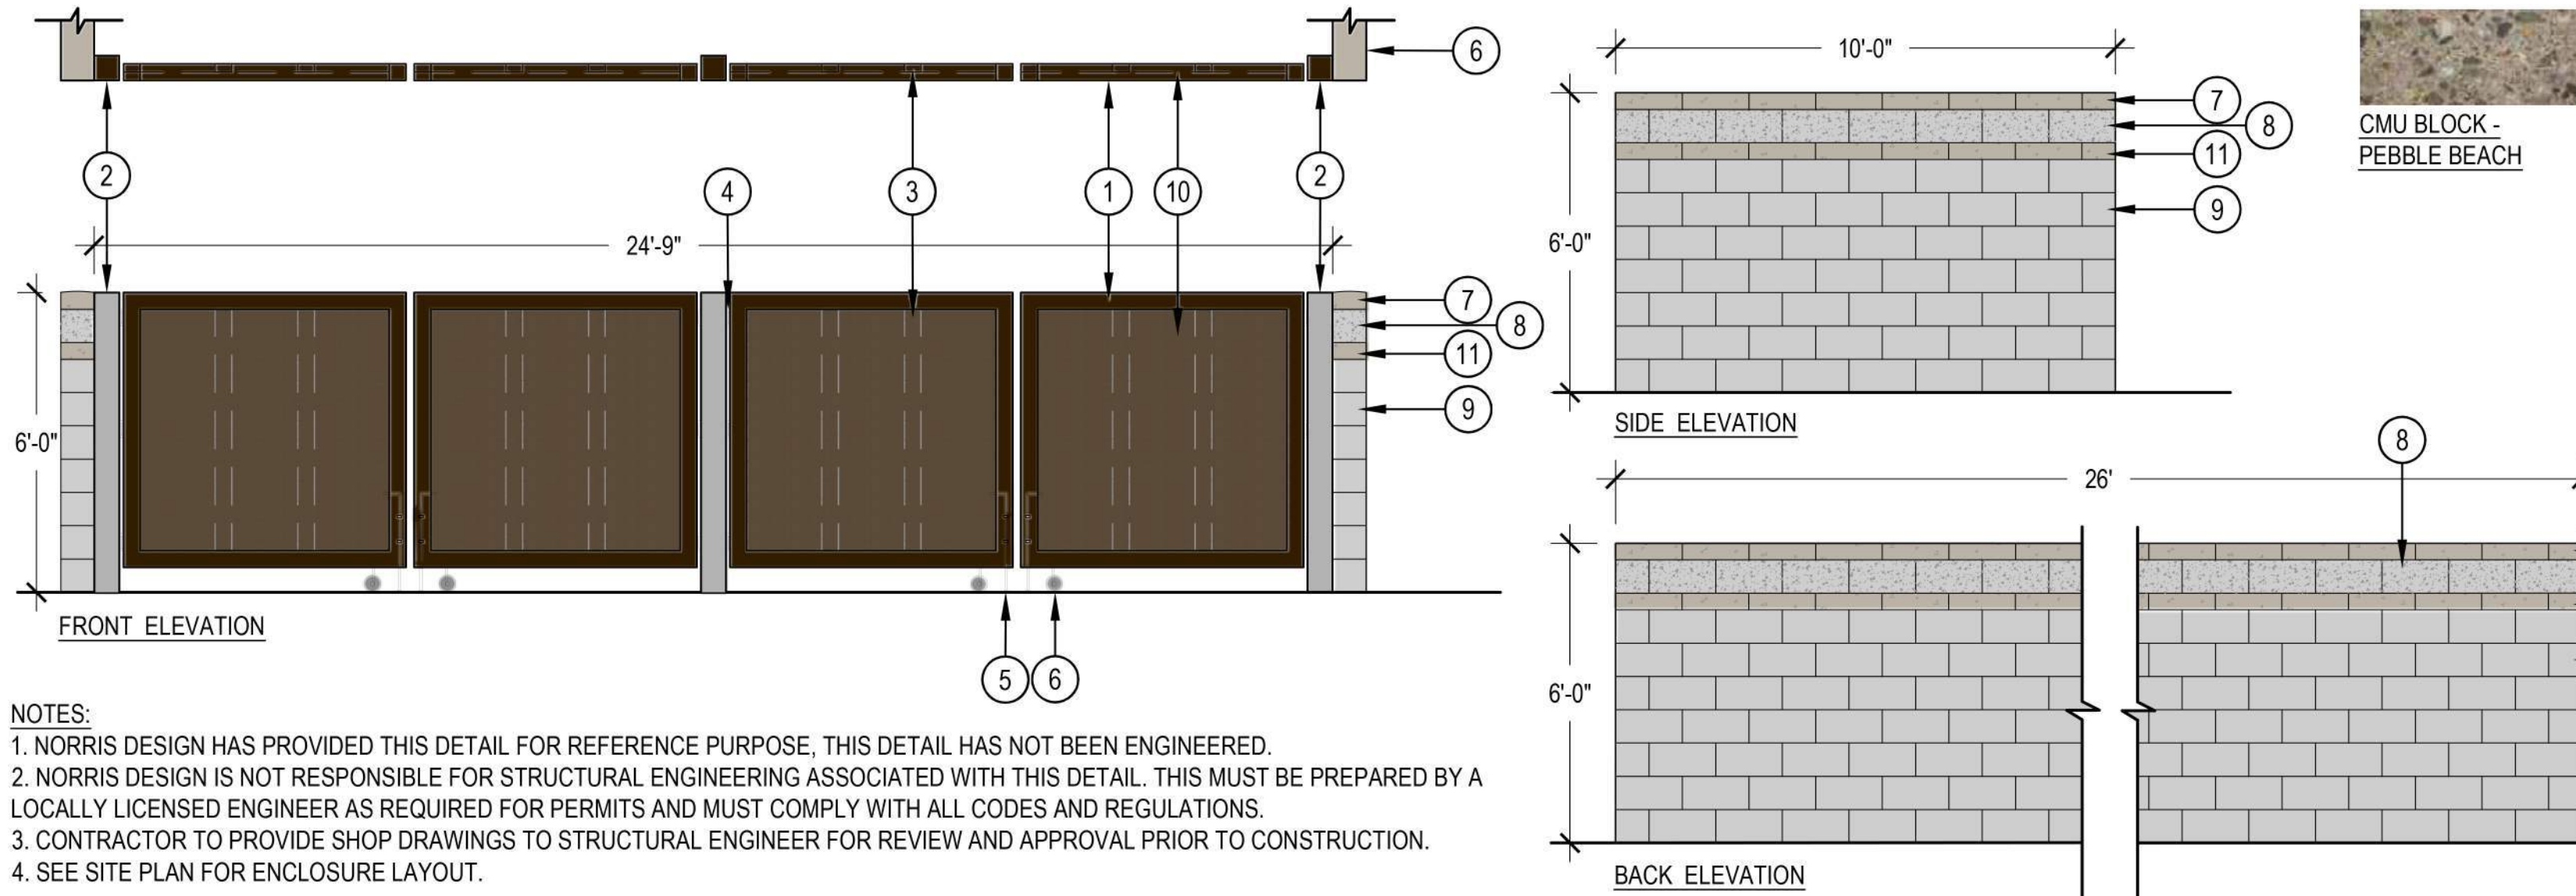 6
2
4
3
1
10
2
24'-9"
6'-0"
7
8
11
9
FRONT ELEVATION
5
6
10'-0"
7
8
11
9
6'-0"
SIDE ELEVATION
CMU BLOCK -
PEBBLE BEACH
8
26'
6'-0"
BACK ELEVATION
NOTES:
1. NORRIS DESIGN HAS PROVIDED THIS DETAIL FOR REFERENCE PURPOSE, THIS DETAIL HAS NOT BEEN ENGINEERED.
2. NORRIS DESIGN IS NOT RESPONSIBLE FOR STRUCTURAL ENGINEERING ASSOCIATED WITH THIS DETAIL. THIS MUST BE PREPARED BY A
LOCALLY LICENSED ENGINEER AS REQUIRED FOR PERMITS AND MUST COMPLY WITH ALL CODES AND REGULATIONS.
3. CONTRACTOR TO PROVIDE SHOP DRAWINGS TO STRUCTURAL ENGINEER FOR REVIEW AND APPROVAL PRIOR TO CONSTRUCTION.
4. SEE SITE PLAN FOR ENCLOSURE LAYOUT.